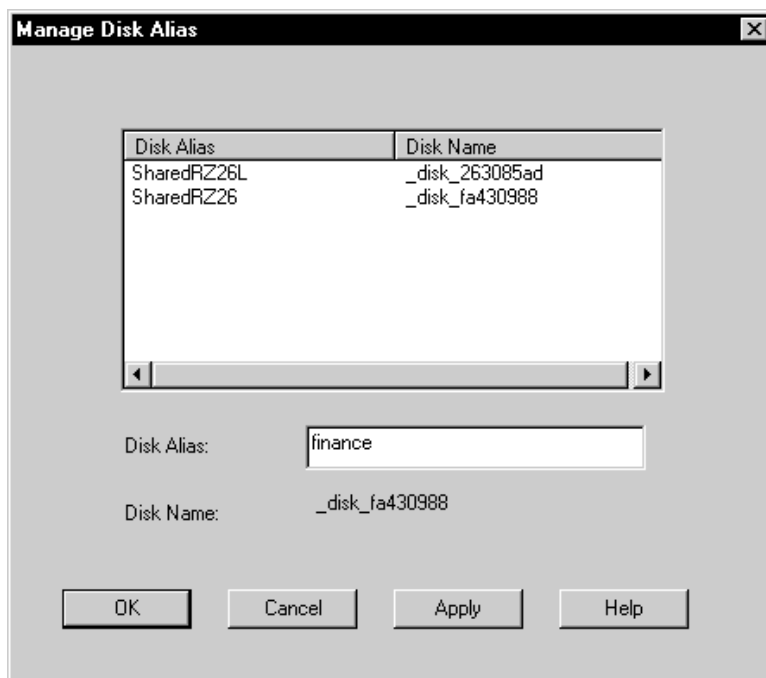 Manage Disk Alias
Disk Alias Disk Name
SharedRZ26L _disk_263085ad
SharedRZ26 _disk_fa430988
Disk Alias: finance
Disk Name: _disk_fa430988
OK Cancel Apply Help